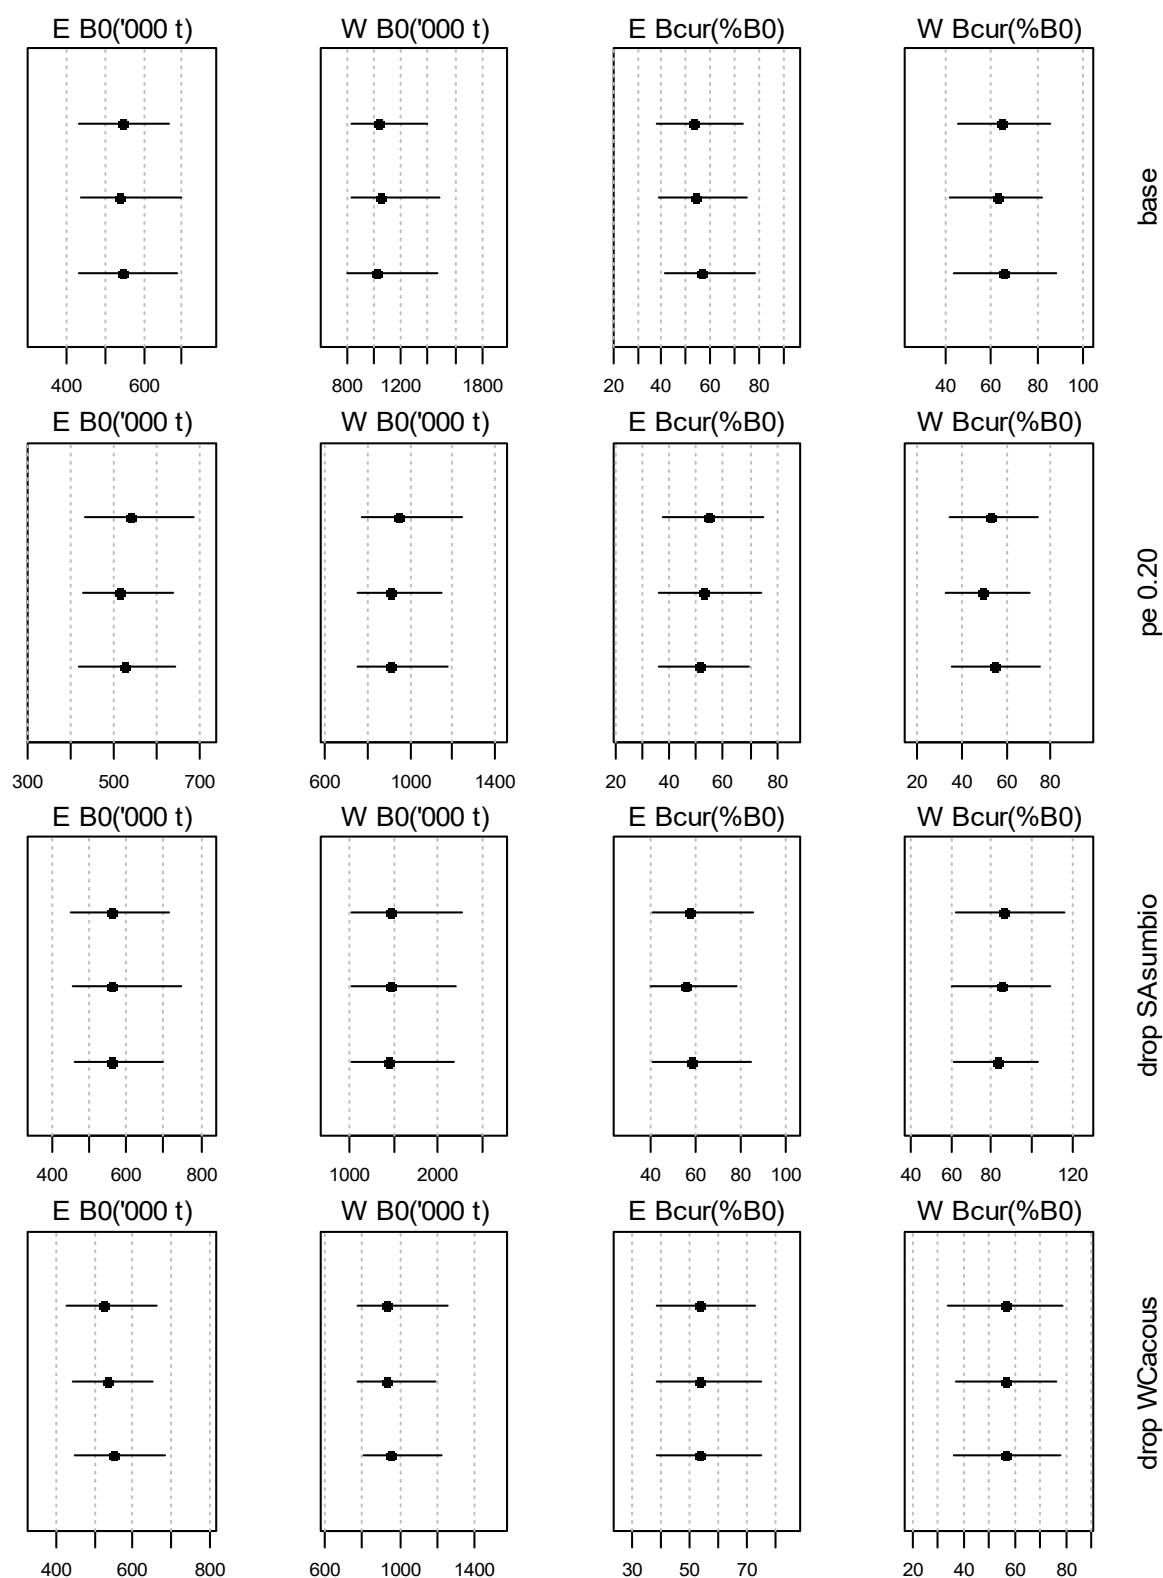 E B0('000 t) W B0('000 t) E Bcur(%B0) W Bcur(%B0)
base
400 600 800 1200 1800 20 40 60 80 40 60 80 100
E B0('000 t) W B0('000 t) E Bcur(%B0) W Bcur(%B0)
pe 0.20
300 500 700 600 1000 1400 20 40 60 80 20 40 60 80
E B0('000 t) W B0('000 t) E Bcur(%B0) W Bcur(%B0)
drop SAsumbio
400 600 800 1000 2000 40 60 80 100 40 60 80 120
E B0('000 t) W B0('000 t) E Bcur(%B0) W Bcur(%B0)
drop WCacous
400 600 800 600 1000 1400 30 50 70 20 40 60 80